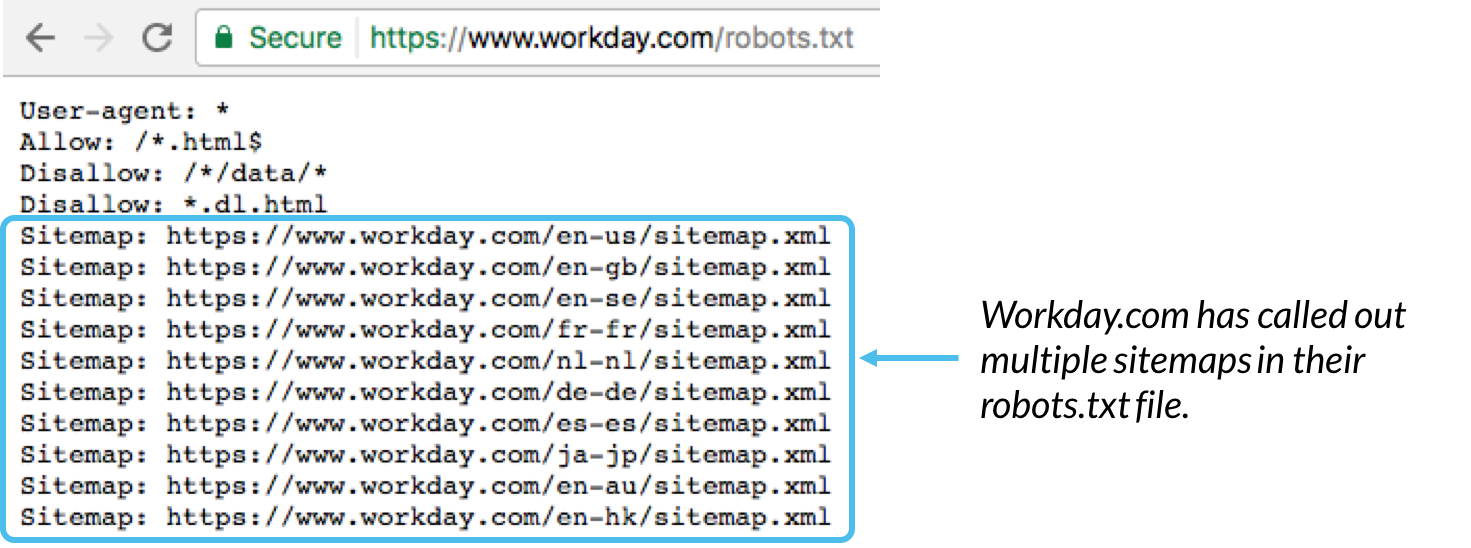 Secure https://www.workday.com/robots.txt
User-agent: *
Allow: /*.html$
Disallow: /*/data/*
Disallow: *.dl.html
Sitemap: https://www.workday.com/en-us/sitemap.xml
Sitemap: https://www.workday.com/en-gb/sitemap.xml
Sitemap: https://www.workday.com/en-se/sitemap.xml
Sitemap: https://www.workday.com/fr-fr/sitemap.xml
Sitemap: https://www.workday.com/nl-nl/sitemap.xml
Sitemap: https://www.workday.com/de-de/sitemap.xml
Sitemap: https://www.workday.com/es-es/sitemap.xml
Sitemap: https://www.workday.com/ja-jp/sitemap.xml
Sitemap: https://www.workday.com/en-au/sitemap.xml
Sitemap: https://www.workday.com/en-hk/sitemap.xml
Workday.com has called out
multiple sitemaps in their
robots.txt file.